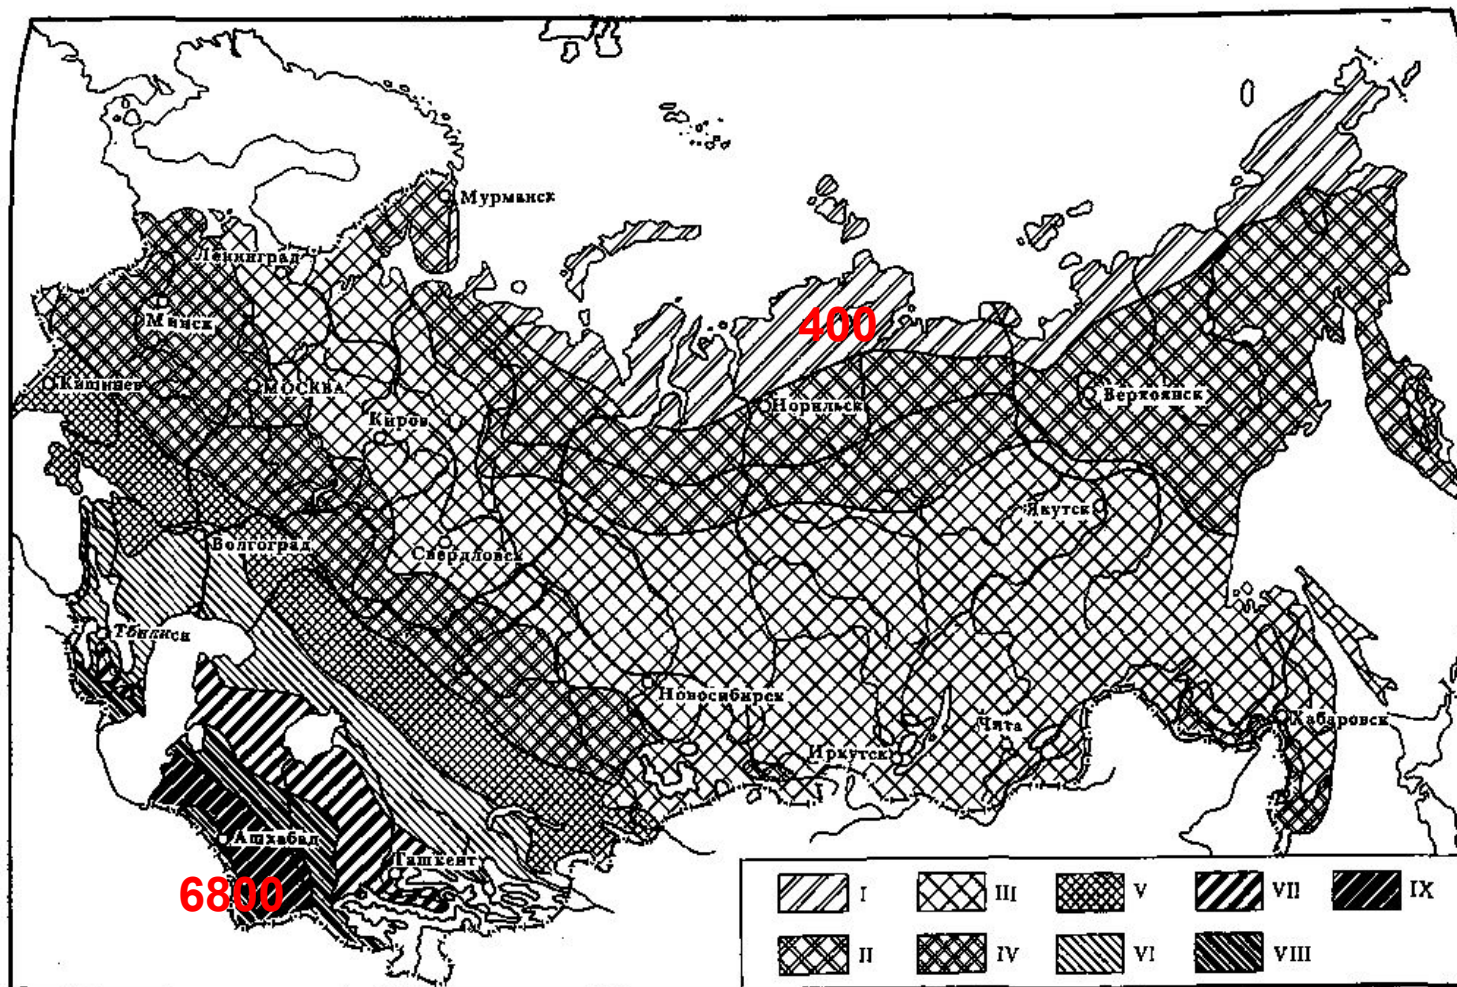 Мурманск
Ленинград
400
Минск
Кишинев
МОСКВА
Верхоянск
Норильск
Киров
Якутск
Волгоград
Свердловск
Тбилиси
Новосибирск
Хабаровск
Чита
Иркутск
Ашхабад
Ташкент
6800
I III V VII IX
II IV VI VIII